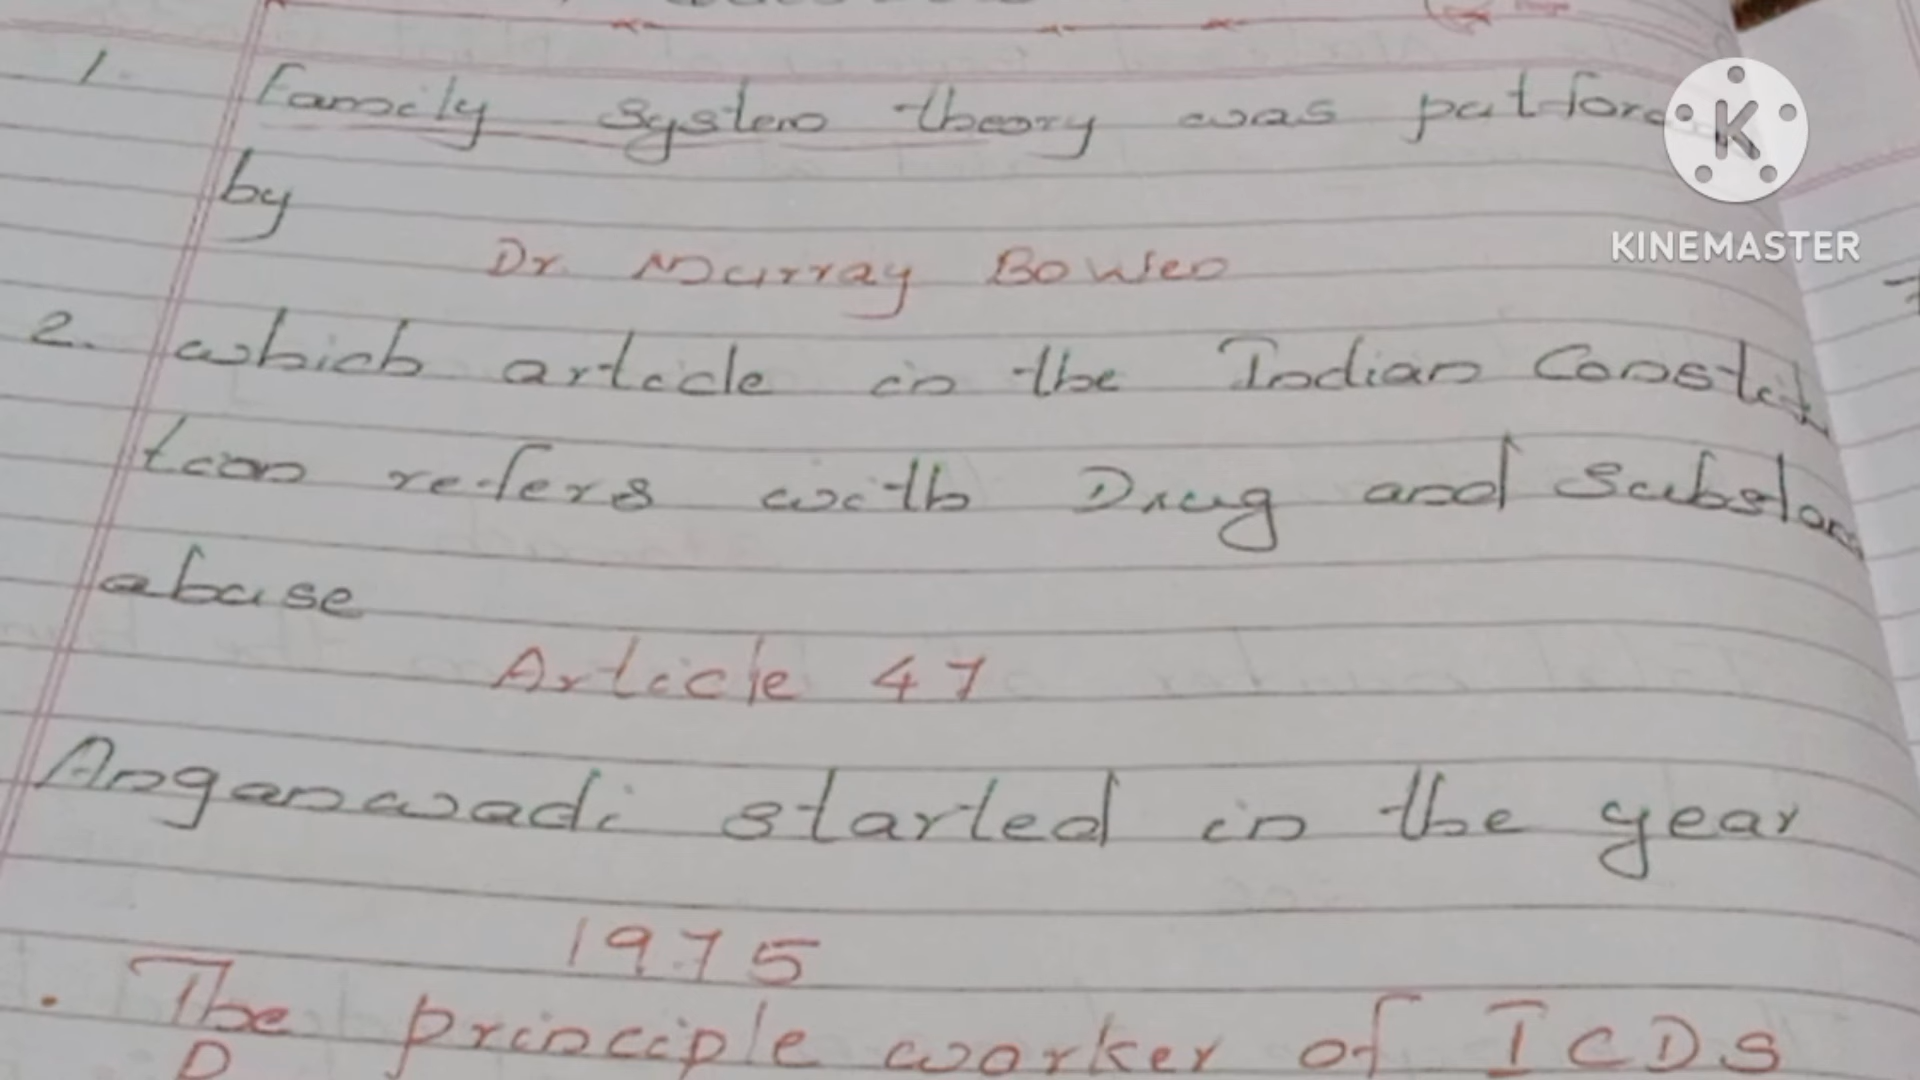 1. Family system theory was put
by
Dr Murray Bowen
2. which article in the Indian Constit
tion refers with Drug and Substan
abuse
Article 47
Anganwadi started in the year
1975
. The principle worker of ICDS
K
KINEMASTER